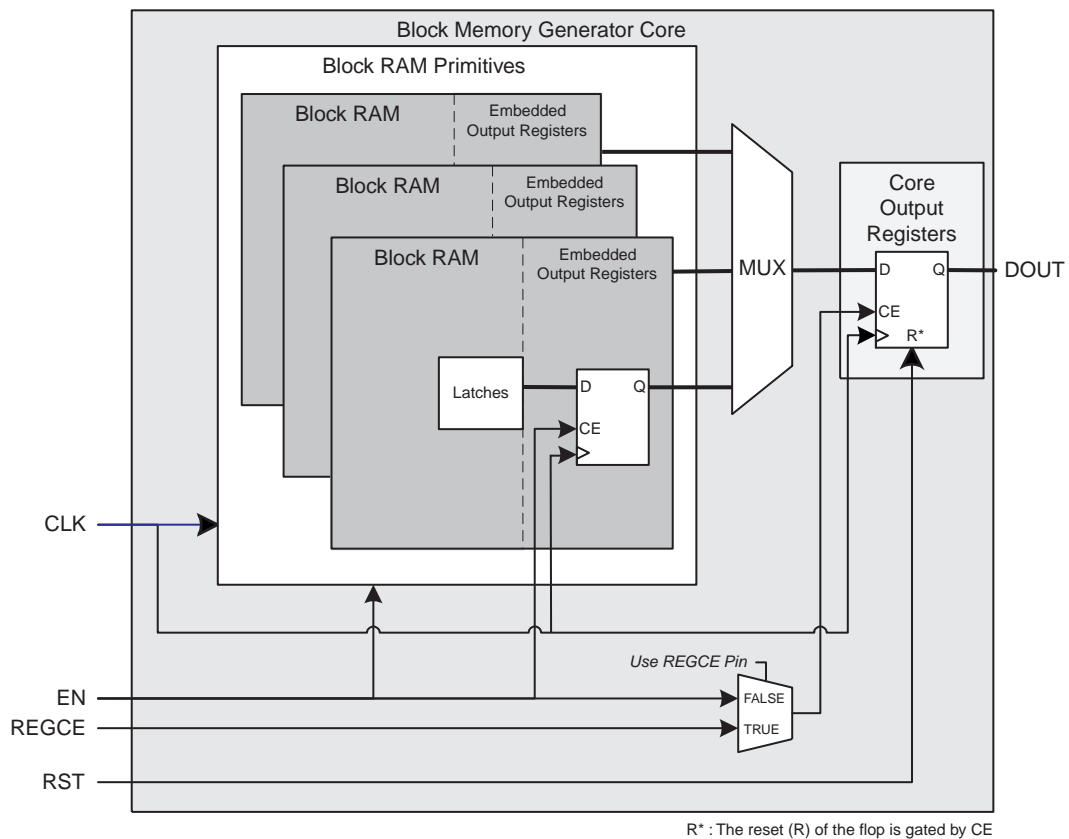 Block Memory Generator Core
Block RAM Primitives
Block RAM
Embedded
Output Registers
Block RAM
Embedded
Output Registers
Block RAM
Embedded
Output Registers
Latches
D
Q
CE
MUX
Core
Output
Registers
D
Q
CE
R*
DOUT
CLK
Use REGCE Pin
EN
FALSE
REGCE
TRUE
RST
R* : The reset (R) of the flop is gated by CE